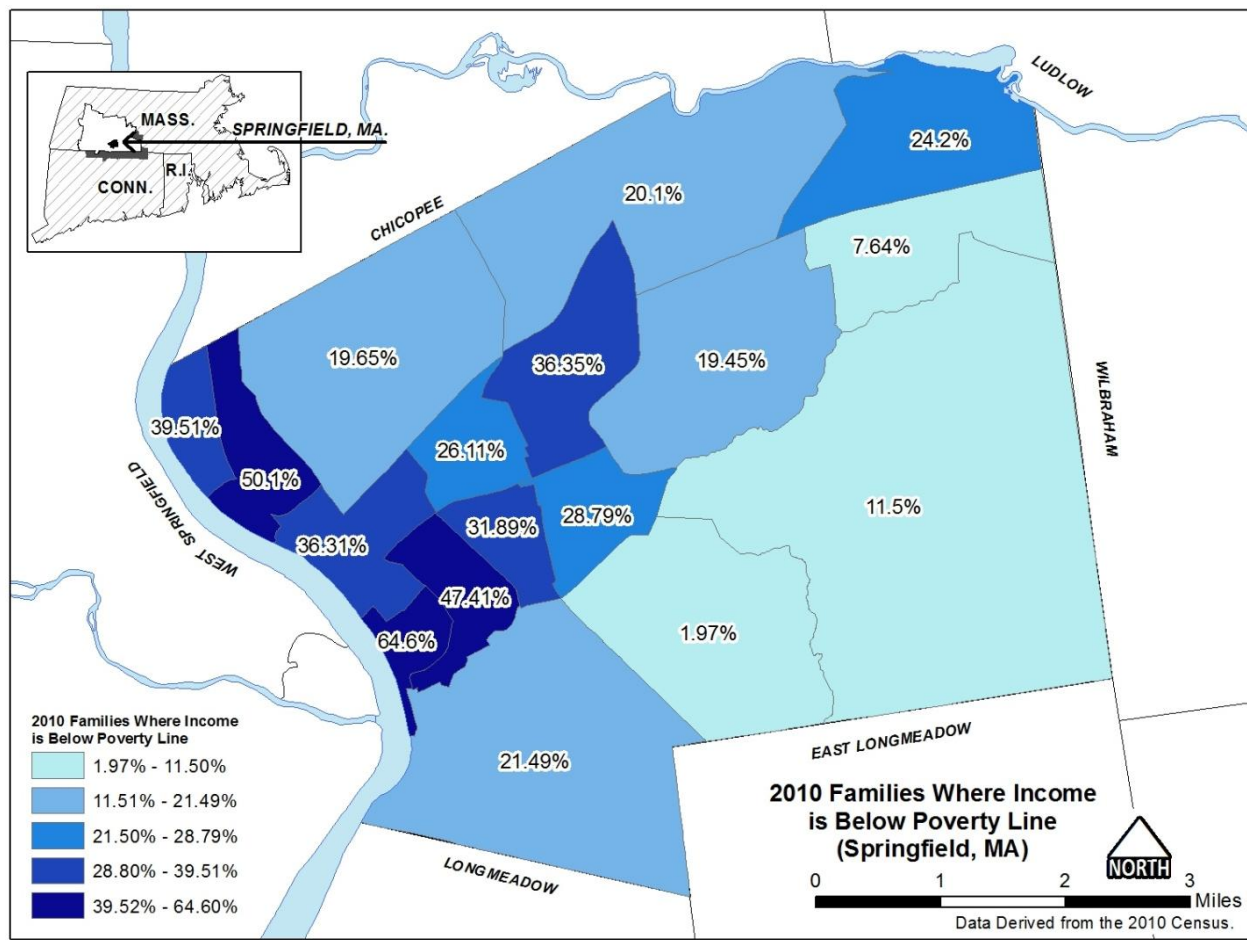 LUDLOW
MASS.
SPRINGFIELD, MA.
R.I.
CONN.
24.2%
20.1%
CHICOPEE
7.64%
19.65%
36.35%
19.45%
WILBRAHAM
39.51%
26.11%
50.1%
11.5%
WEST SPRINGFIELD
31.89%
28.79%
36.31%
47.41%
64.6%
1.97%
2010 Families Where Income
is Below Poverty Line
1.97% - 11.50%
11.51% - 21.49%
21.50% - 28.79%
28.80% - 39.51%
39.52% - 64.60%
21.49%
EAST LONGMEADOW
LONGMEADOW
2010 Families Where Income
is Below Poverty Line
(Springfield, MA)
NORTH
0 1 2 3
Miles
Data Derived from the 2010 Census.